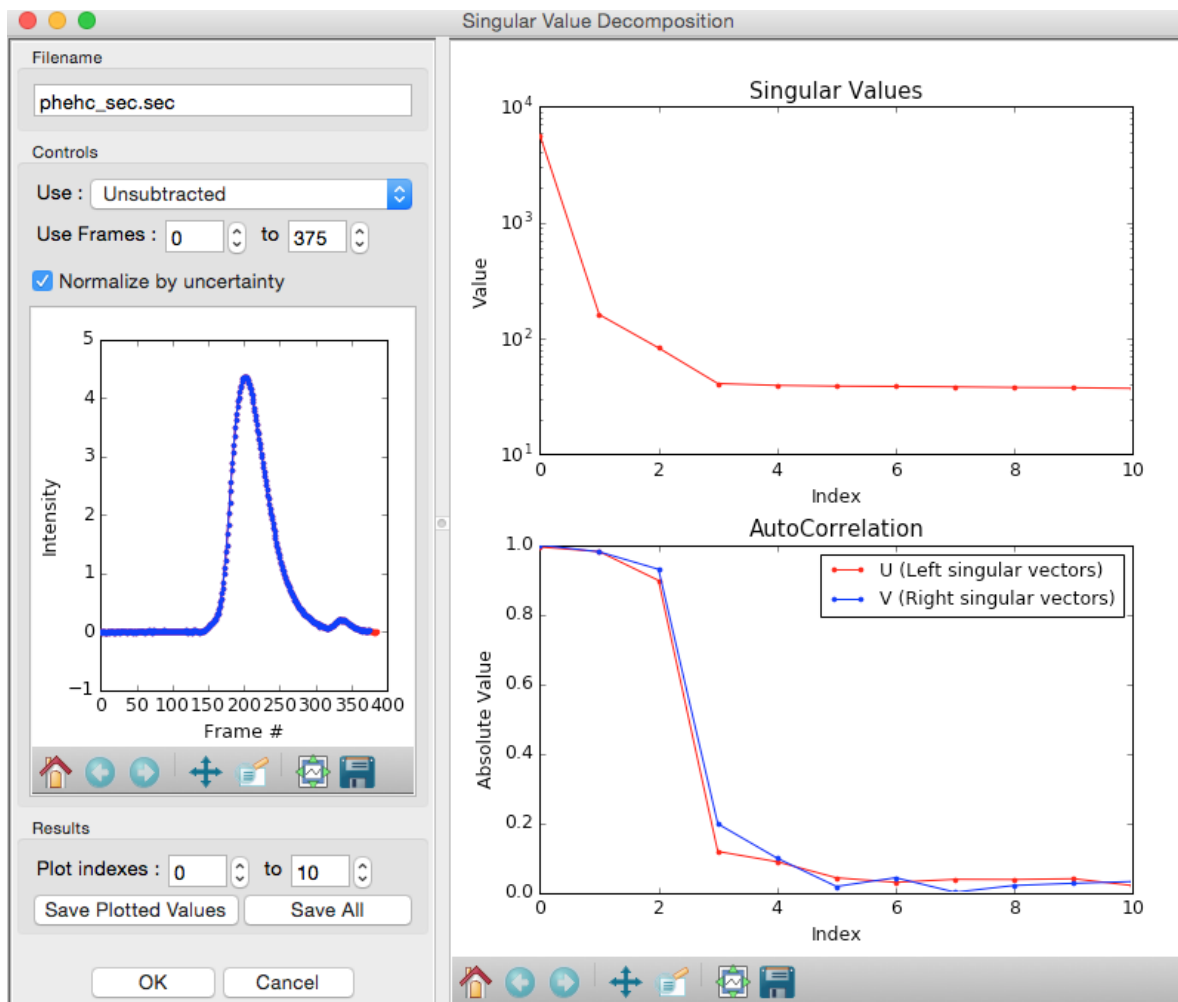 Singular Value Decomposition
Filename
phehc_sec.sec
Controls
Use : Unsubtracted
Use Frames : 0 to 375
Normalize by uncertainty
5
4
3
2
1
0
−1
Intensity
0 50 100 150 200 250 300 350 400
Frame #
Results
Plot indexes : 0 to 10
Save Plotted Values Save All
OK Cancel
Singular Values
10^4
10^3
10^2
10^1
Value
0 2 4 6 8 10
Index
AutoCorrelation
U (Left singular vectors)
V (Right singular vectors)
1.0
0.8
0.6
0.4
0.2
0.0
Absolute Value
0 2 4 6 8 10
Index